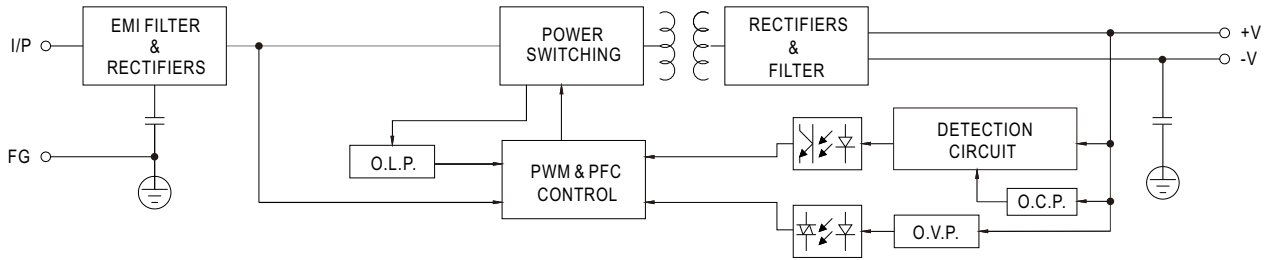 I/P
EMI FILTER
&
RECTIFIERS
POWER
SWITCHING
RECTIFIERS
&
FILTER
+V
-V
FG
O.L.P.
PWM & PFC
CONTROL
DETECTION
CIRCUIT
O.C.P.
O.V.P.